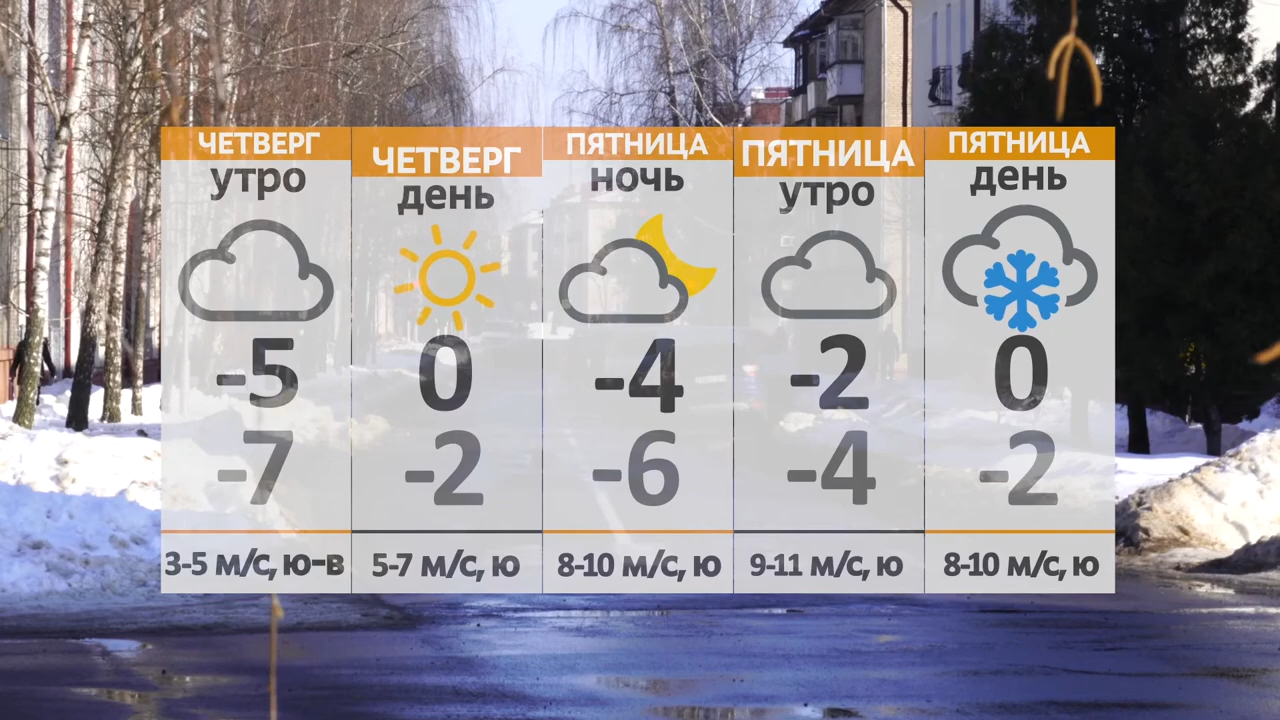 ЧЕТВЕРГ
утро
-5
-7
3-5 м/с, ю-в
ЧЕТВЕРГ
день
0
-2
5-7 м/с, ю
ПЯТНИЦА
ночь
-4
-6
8-10 м/с, ю
ПЯТНИЦА
утро
-2
-4
9-11 м/с, ю
ПЯТНИЦА
день
0
-2
8-10 м/с, ю